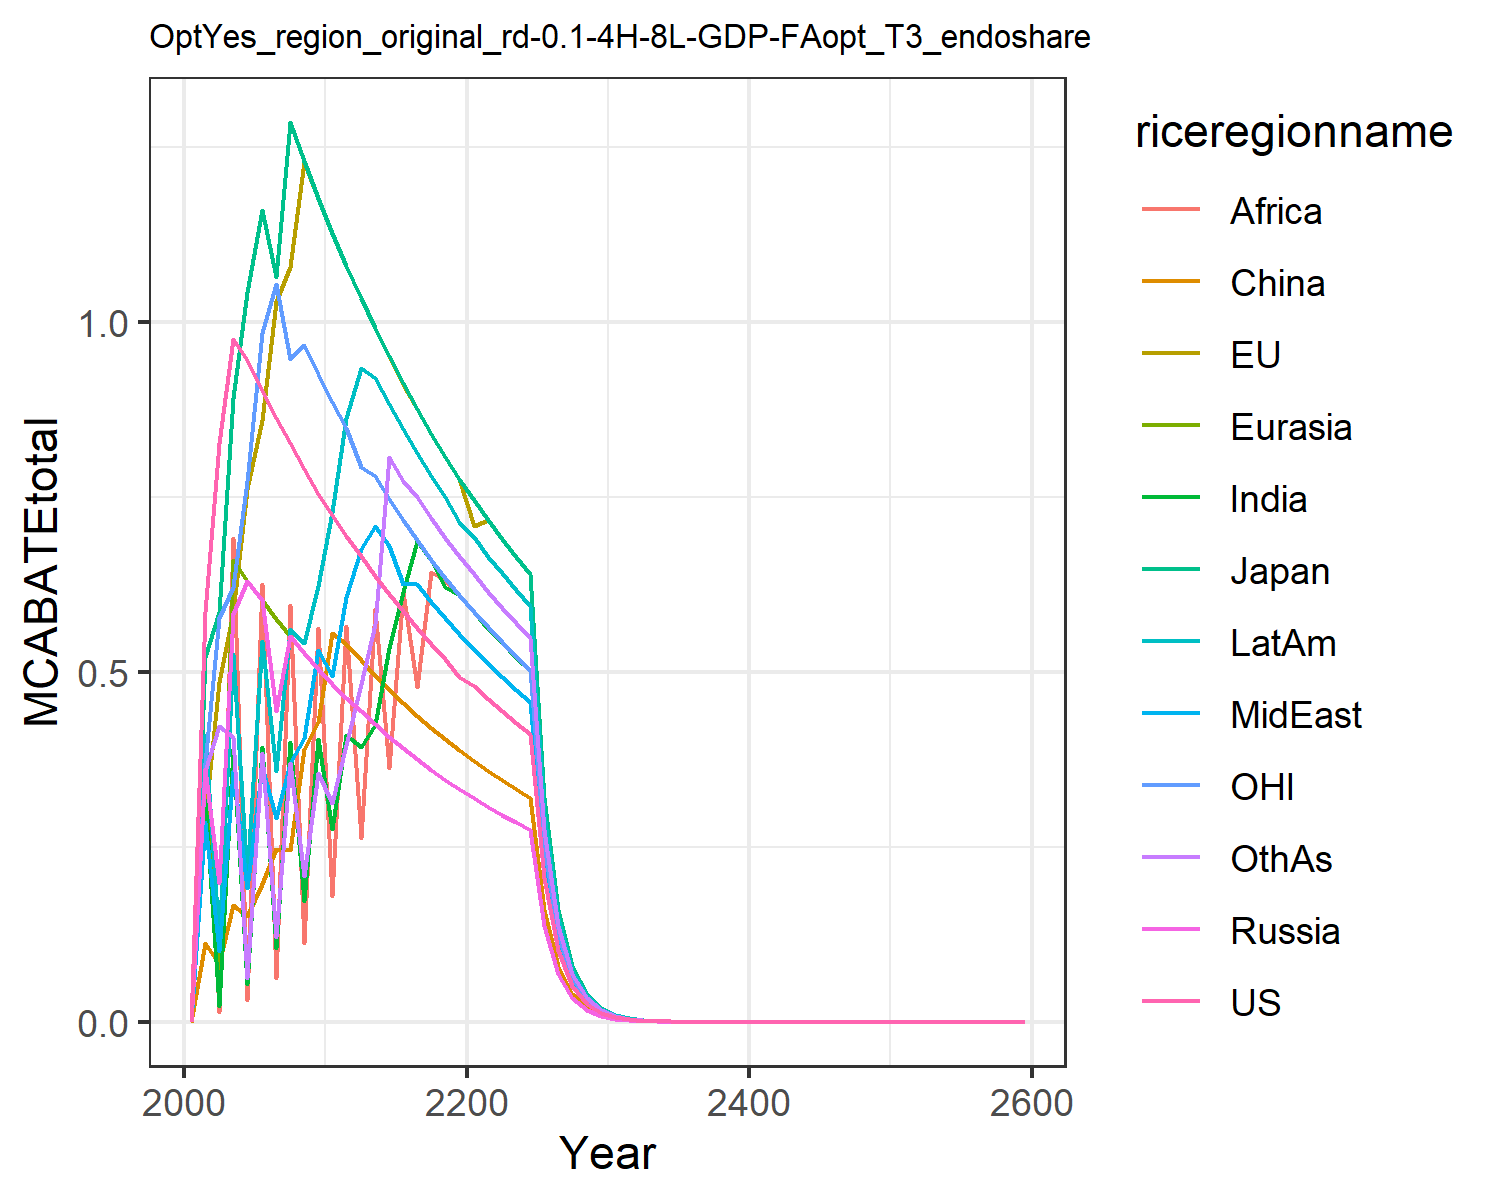 OptYes_region_original_rd-0.1-4H-8L-GDP-FAopt_T3_endoshare
MCABATEtotal
1.0
0.5
0.0
2000
2200
2400
2600
Year
riceregionname
Africa
China
EU
Eurasia
India
Japan
LatAm
MidEast
OHI
OthAs
Russia
US